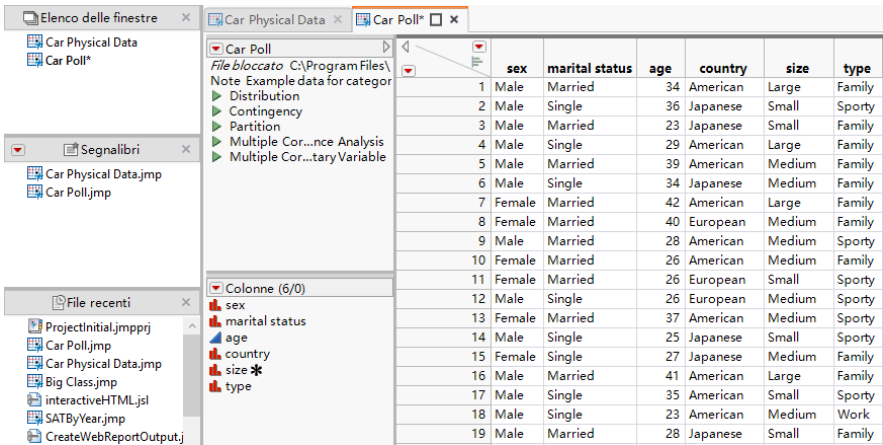 Elenco delle finestre
Car Physical Data
Car Poll*
Segnalibri
Car Physical Data.jmp
Car Poll.jmp
File recenti
ProjectInitial.jmpprj
Car Poll.jmp
Car Physical Data.jmp
Big Class.jmp
interactiveHTML.jsl
SATByYear.jmp
CreateWebReportOutput.j
Car Physical Data
Car Poll*
Car Poll
File bloccato C:\Program Files\
Note Example data for categor
Distribution
Contingency
Partition
Multiple Cor...nce Analysis
Multiple Cor...tary Variable
Colonne (6/0)
sex
marital status
age
country
size
type
sex marital status age country size type
1 Male Married 34 American Large Family
2 Male Single 36 Japanese Small Sporty
3 Male Married 23 Japanese Small Family
4 Male Single 29 American Large Family
5 Male Married 39 American Medium Family
6 Male Single 34 Japanese Medium Family
7 Female Married 42 American Large Family
8 Female Married 40 European Medium Family
9 Male Married 28 American Medium Sporty
10 Female Married 26 American Medium Family
11 Female Married 26 European Small Sporty
12 Male Single 26 European Medium Sporty
13 Female Married 37 American Medium Sporty
14 Male Single 25 Japanese Small Sporty
15 Female Single 27 Japanese Medium Family
16 Male Married 41 American Large Family
17 Male Single 35 American Small Sporty
18 Male Single 23 American Medium Work
19 Male Married 28 Japanese Small Family